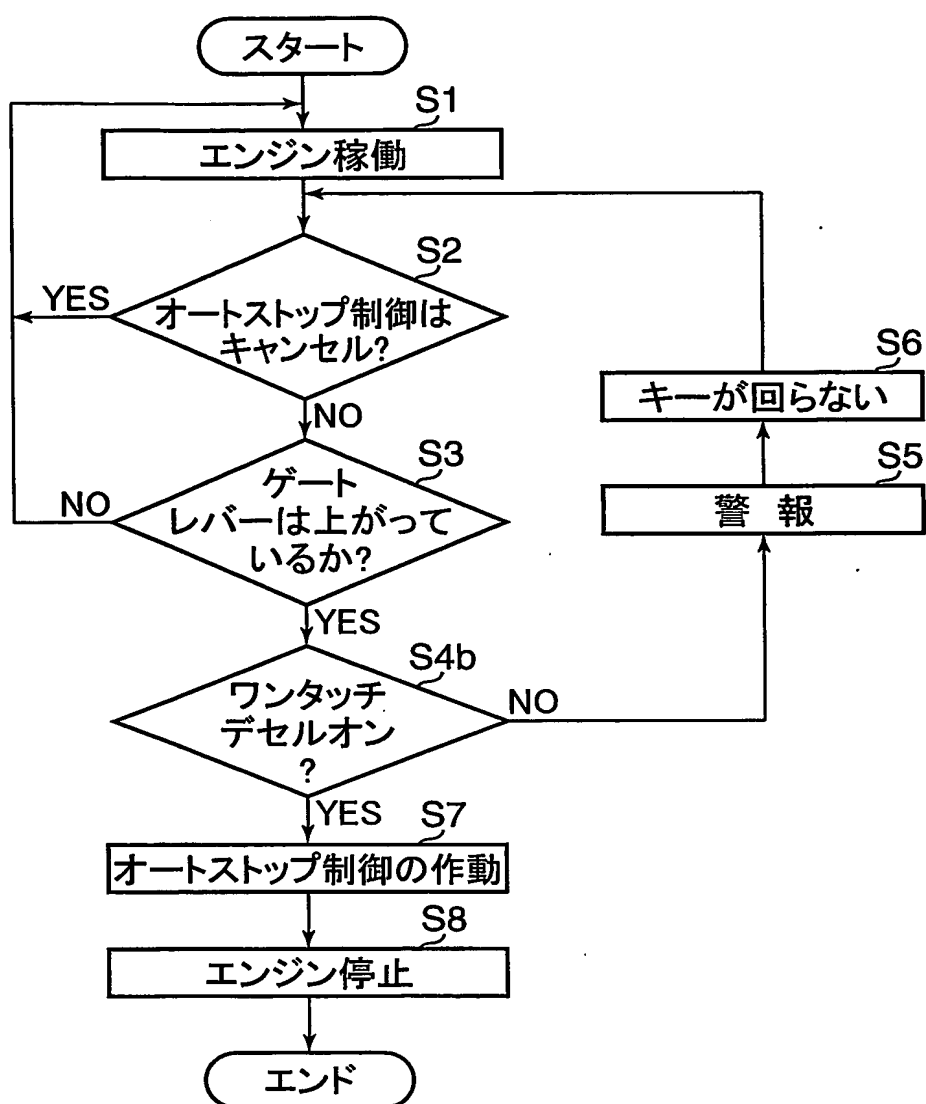 スタート
S1
エンジン稼働
S2
YES
オートストップ制御は
キャンセル?
NO
S3
NO
ゲート
レバーは上がって
いるか?
YES
S4b
ワンタッチ
デセルオン
?
NO
YES
S6
キーが回らない
S5
警 報
S7
オートストップ制御の作動
S8
エンジン停止
エンド